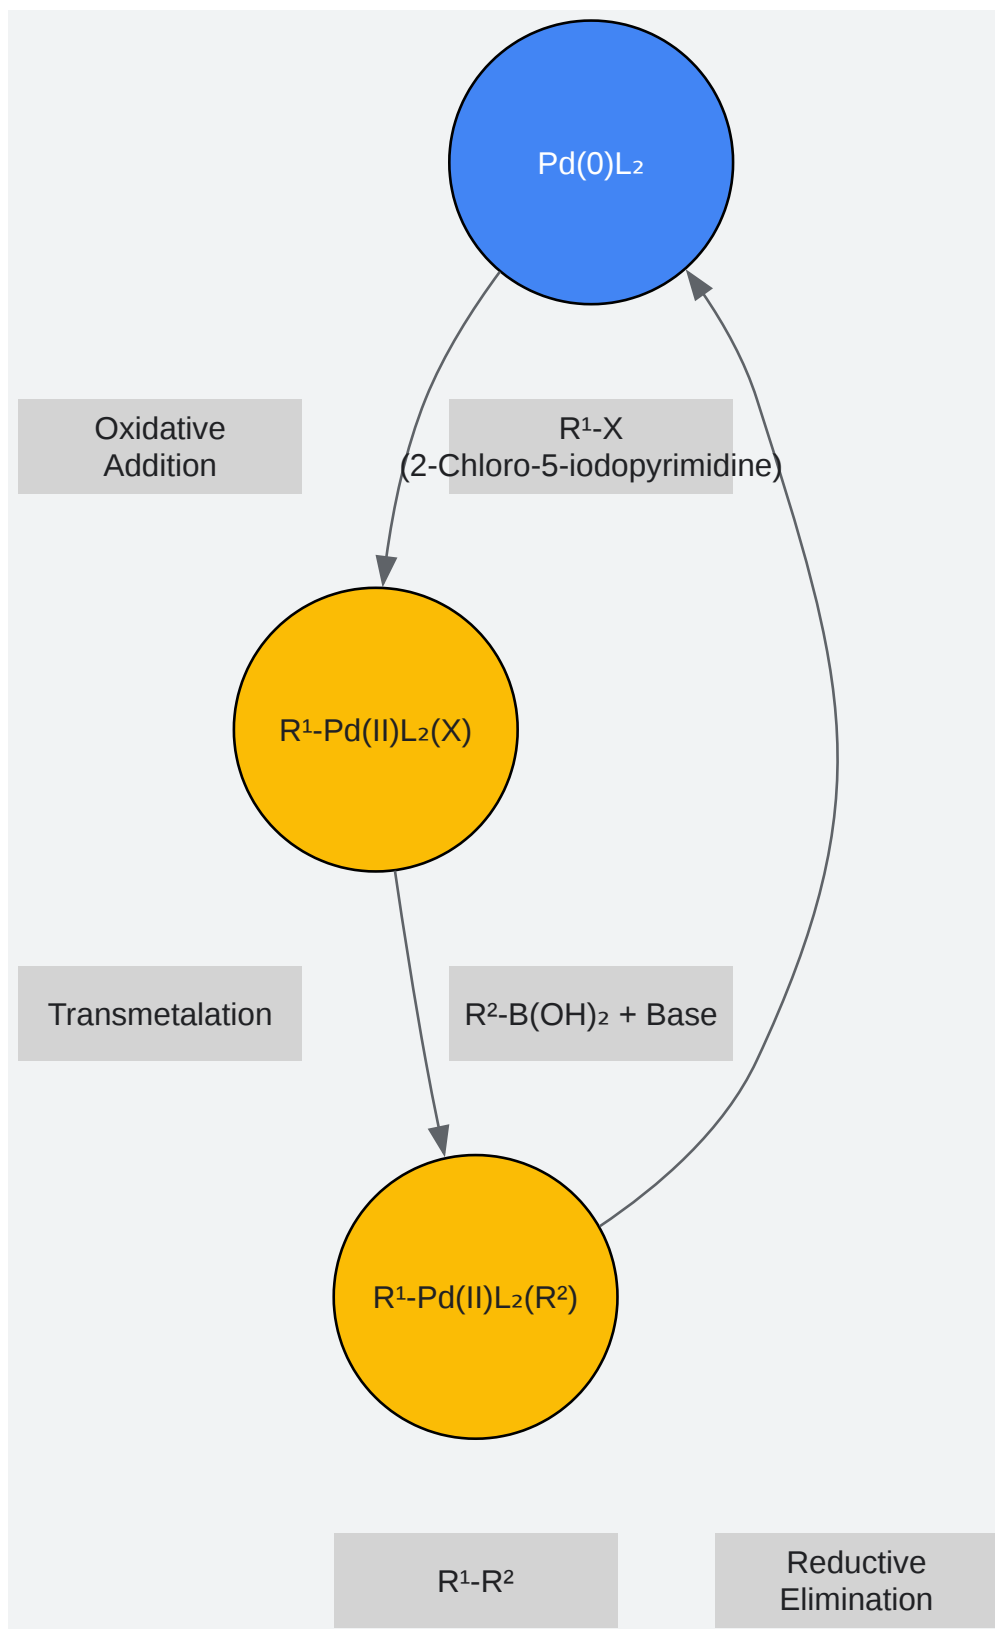 Pd(0)L₂
Oxidative
Addition
R¹-X
(2-Chloro-5-iodopyrimidine)
R¹-Pd(II)L₂(X)
Transmetalation
R²-B(OH)₂ + Base
R¹-Pd(II)L₂(R²)
R¹-R²
Reductive
Elimination